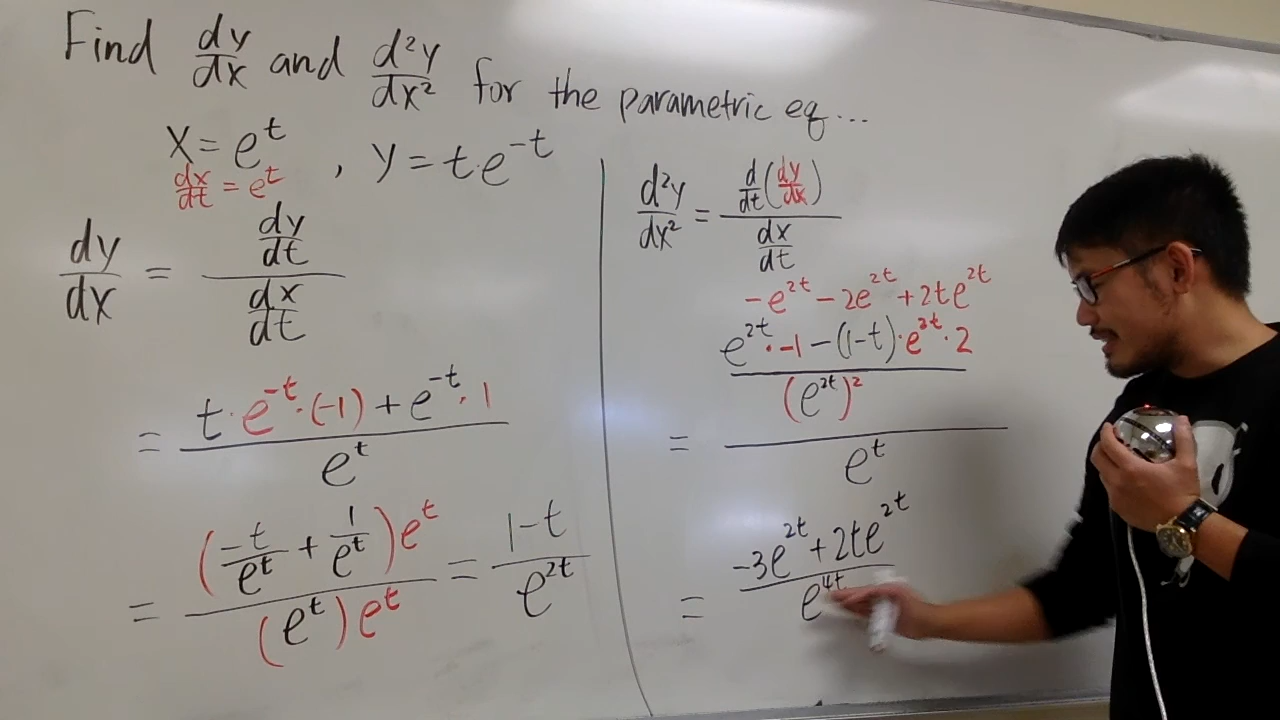 Find dy/dx and d²y/dx² for the parametric eq...
x = e^t , y = t·e^-t
dx/dt = e^t
dy/dx = (dy/dt)/(dx/dt)
= (t·e^-t·(-1) + e^-t·1)/e^t
= ((-t/e^t + 1/e^t)e^t)/((e^t)e^t) = (1-t)/e^2t
d²y/dx² = (d/dt(dy/dx))/(dx/dt)
-e^2t - 2e^2t + 2te^2t
= ((e^2t·-1 - (1-t)·e^2t·2)/(e^2t)²)/e^t
= (-3e^2t + 2te^2t)/e^4t